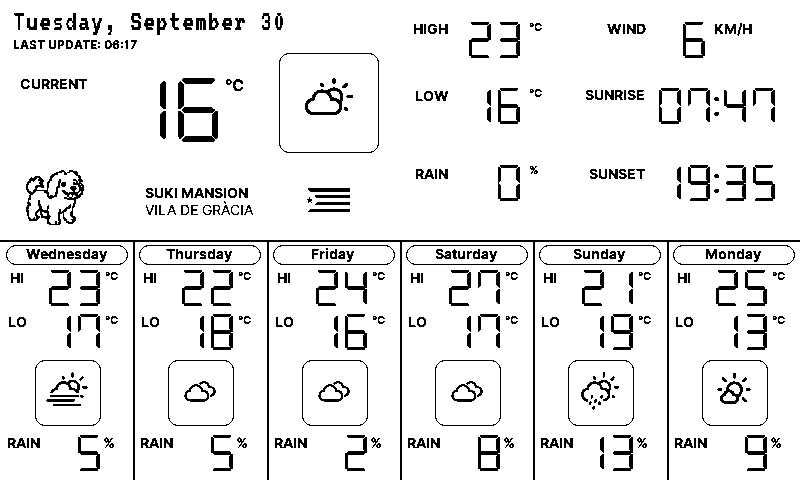 Tuesday, September 30
LAST UPDATE: 06:17
CURRENT 16 °C
SUKI MANSION
VILA DE GRÀCIA
HIGH 23 °C
LOW 16 °C
RAIN 0 %
WIND 6 KM/H
SUNRISE 07:47
SUNSET 19:35
Wednesday
HI 23 °C
LO 17 °C
RAIN 5 %
Thursday
HI 22 °C
LO 18 °C
RAIN 5 %
Friday
HI 24 °C
LO 16 °C
RAIN 2 %
Saturday
HI 27 °C
LO 17 °C
RAIN 8 %
Sunday
HI 21 °C
LO 19 °C
RAIN 13 %
Monday
HI 25 °C
LO 13 °C
RAIN 9 %